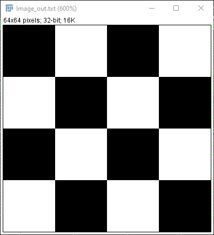 image_out.txt (600%)
64x64 pixels; 32-bit; 16K